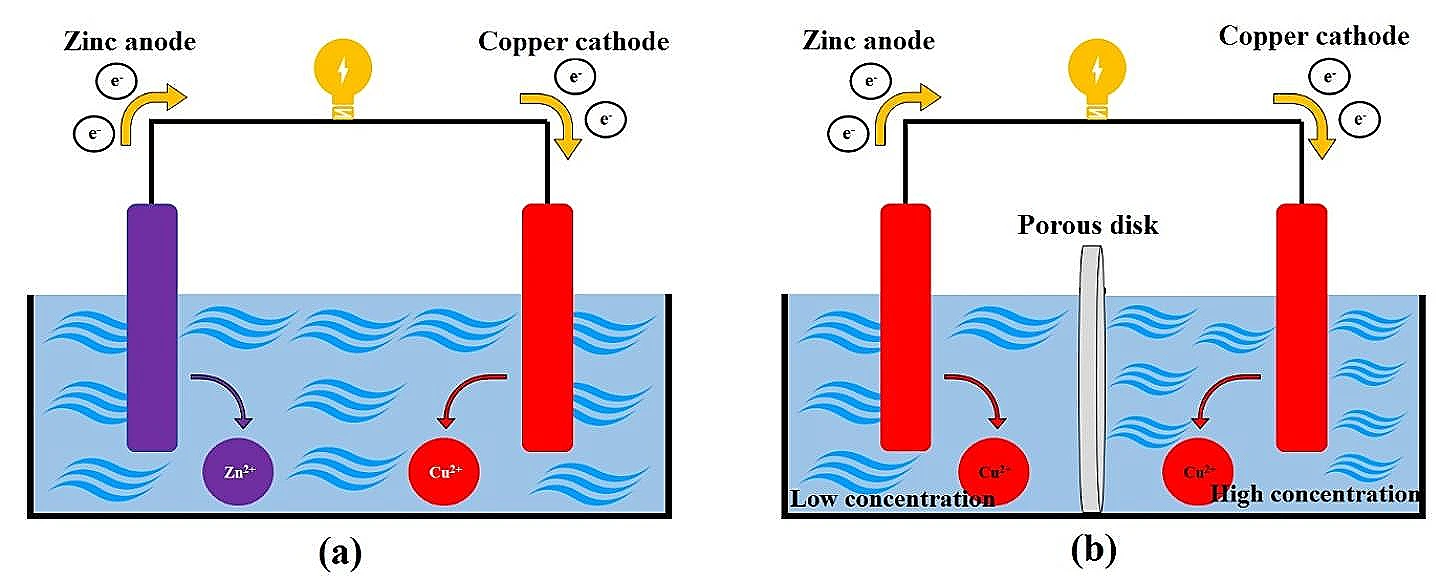 Zinc anode
Copper cathode
e⁻
e⁻
e⁻
e⁻
Zn²⁺
Cu²⁺
(a)
Zinc anode
Copper cathode
e⁻
e⁻
e⁻
e⁻
Porous disk
Cu²⁺
Cu²⁺
Low concentration
High concentration
(b)